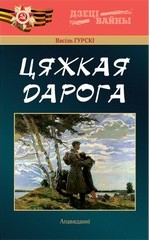 ДЗЕЦІ
ВАЙНЫ
Васіль ГУРСКІ
ЦЯЖКАЯ
ДАРОГА
Апавяданні